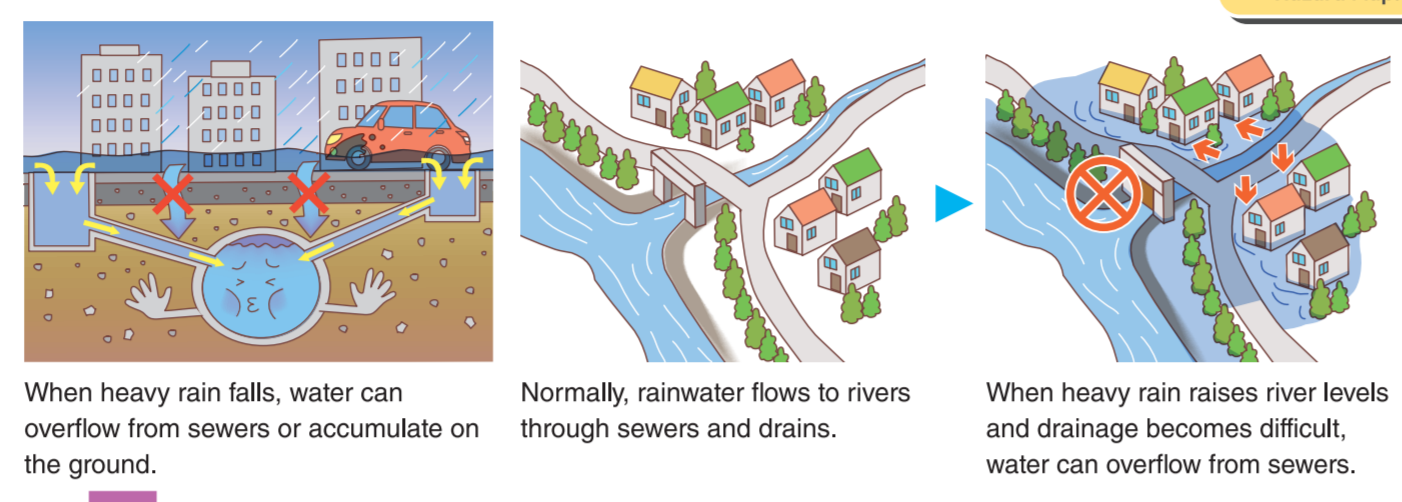 When heavy rain falls, water can
overflow from sewers or accumulate on
the ground.
Normally, rainwater flows to rivers
through sewers and drains.
When heavy rain raises river levels
and drainage becomes difficult,
water can overflow from sewers.